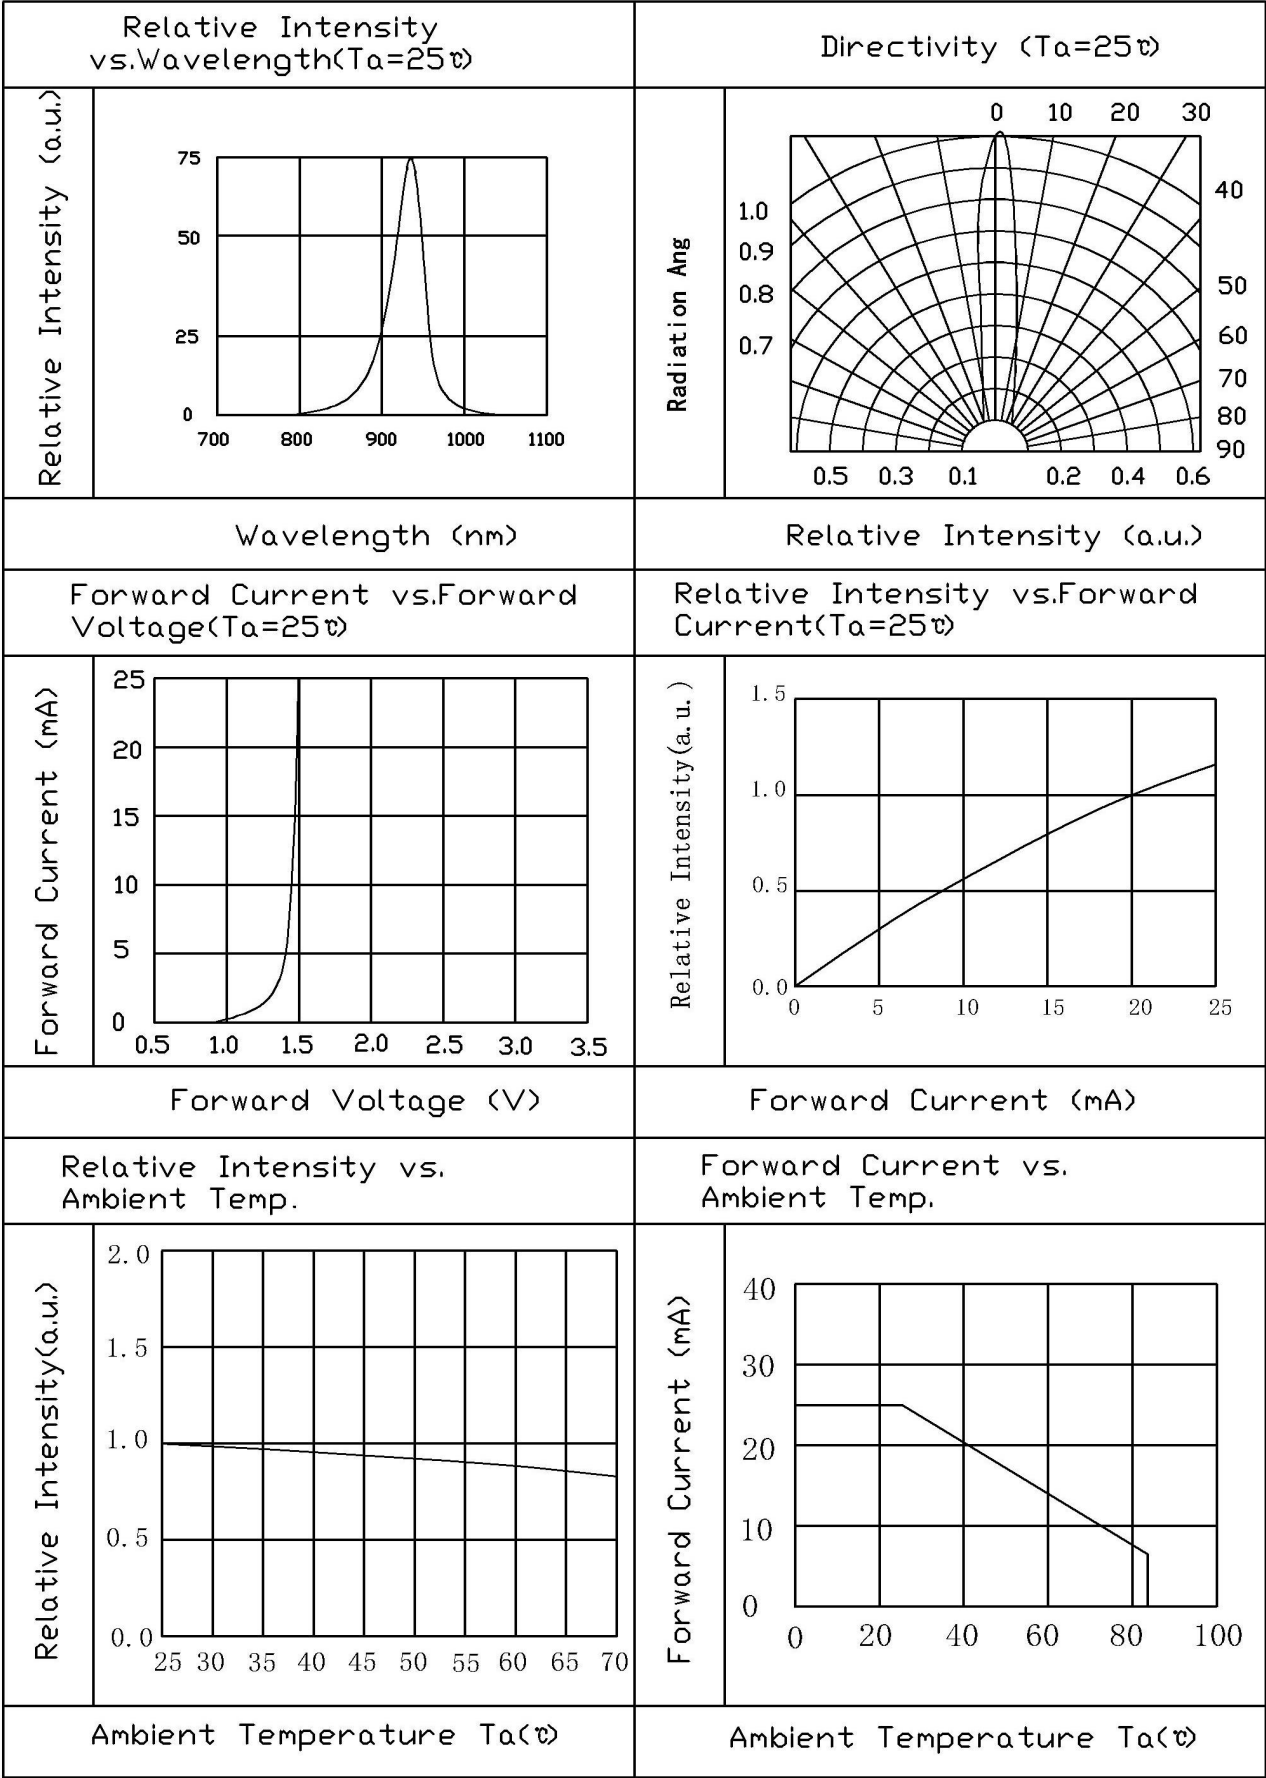 Relative Intensity
vs.Wavelength(Ta=25℃)
Relative Intensity (a.u.)
75
50
25
0
700 800 900 1000 1100
Wavelength (nm)
Directivity (Ta=25℃)
Radiation Ang
0 10 20 30
40
50
60
70
80
90
1.0
0.9
0.8
0.7
0.5 0.3 0.1 0.2 0.4 0.6
Relative Intensity (a.u.)
Forward Current vs.Forward
Voltage(Ta=25℃)
Forward Current (mA)
25
20
15
10
5
0
0.5 1.0 1.5 2.0 2.5 3.0 3.5
Forward Voltage (V)
Relative Intensity vs.Forward
Current(Ta=25℃)
Relative Intensity(a.u.)
1.5
1.0
0.5
0.0
0 5 10 15 20 25
Forward Current (mA)
Relative Intensity vs.
Ambient Temp.
Relative Intensity(a.u.)
2.0
1.5
1.0
0.5
0.0
25 30 35 40 45 50 55 60 65 70
Ambient Temperature Ta(℃)
Forward Current vs.
Ambient Temp.
Forward Current (mA)
40
30
20
10
0
0 20 40 60 80 100
Ambient Temperature Ta(℃)